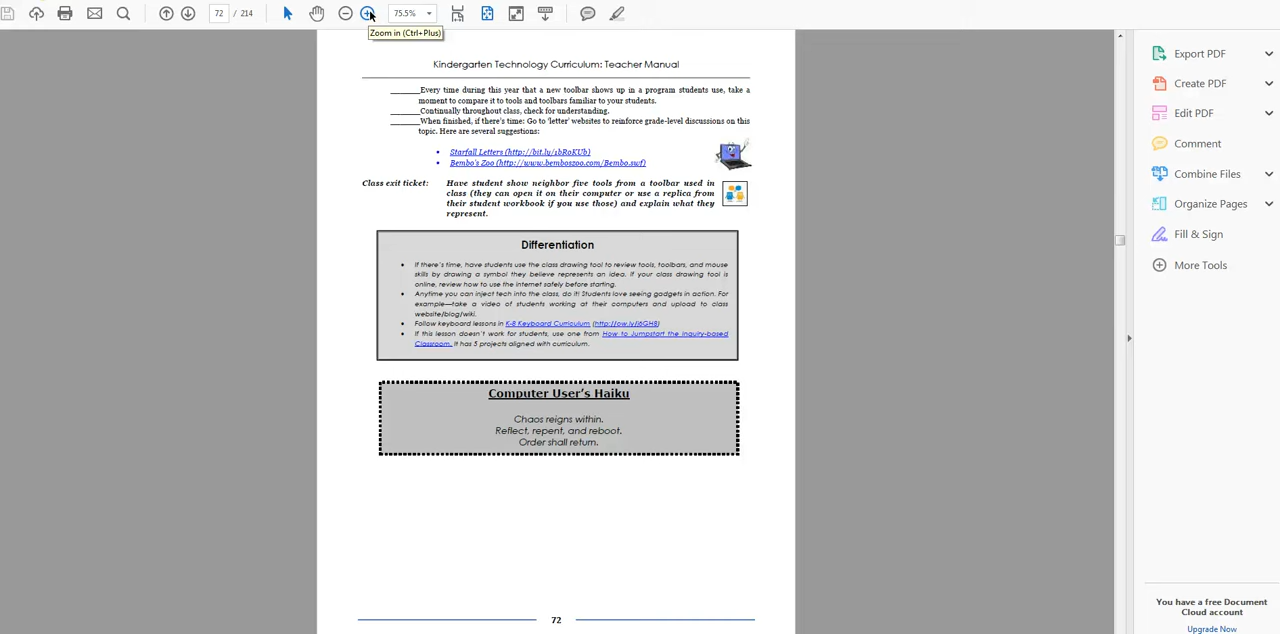 72 / 214
75.5%
Zoom in (Ctrl+Plus)
Kindergarten Technology Curriculum: Teacher Manual
_______Every time during this year that a new toolbar shows up in a program students use, take a
moment to compare it to tools and toolbars familiar to your students.
_______Continually throughout class, check for understanding.
_______When finished, if there's time: Go to 'letter' websites to reinforce grade-level discussions on this
topic. Here are several suggestions:
• Starfall Letters (http://bit.ly/1bRoKUb)
• Bembo's Zoo (http://www.bemboszoo.com/Bembo.swf)
Class exit ticket: Have student show neighbor five tools from a toolbar used in
class (they can open it on their computer or use a replica from
their student workbook if you use those) and explain what they
represent.
Differentiation
• If there's time, have students use the class drawing tool to review tools, toolbars, and mouse
skills by drawing a symbol they believe represents an idea. If your class drawing tool is
online, review how to use the internet safely before starting.
• Anytime you can inject tech into the class, do it! Students love seeing gadgets in action. For
example—take a video of students working at their computers and upload to class
website/blog/wiki.
• Follow keyboard lessons in K-8 Keyboard Curriculum (http://ow.ly/j6GH8)
• If this lesson doesn't work for students, use one from How to Jumpstart the Inquiry-based
Classroom. It has 5 projects aligned with curriculum.
Computer User's Haiku
Chaos reigns within.
Reflect, repent, and reboot.
Order shall return.
72
Export PDF
Create PDF
Edit PDF
Comment
Combine Files
Organize Pages
Fill & Sign
More Tools
You have a free Document
Cloud account
Upgrade Now